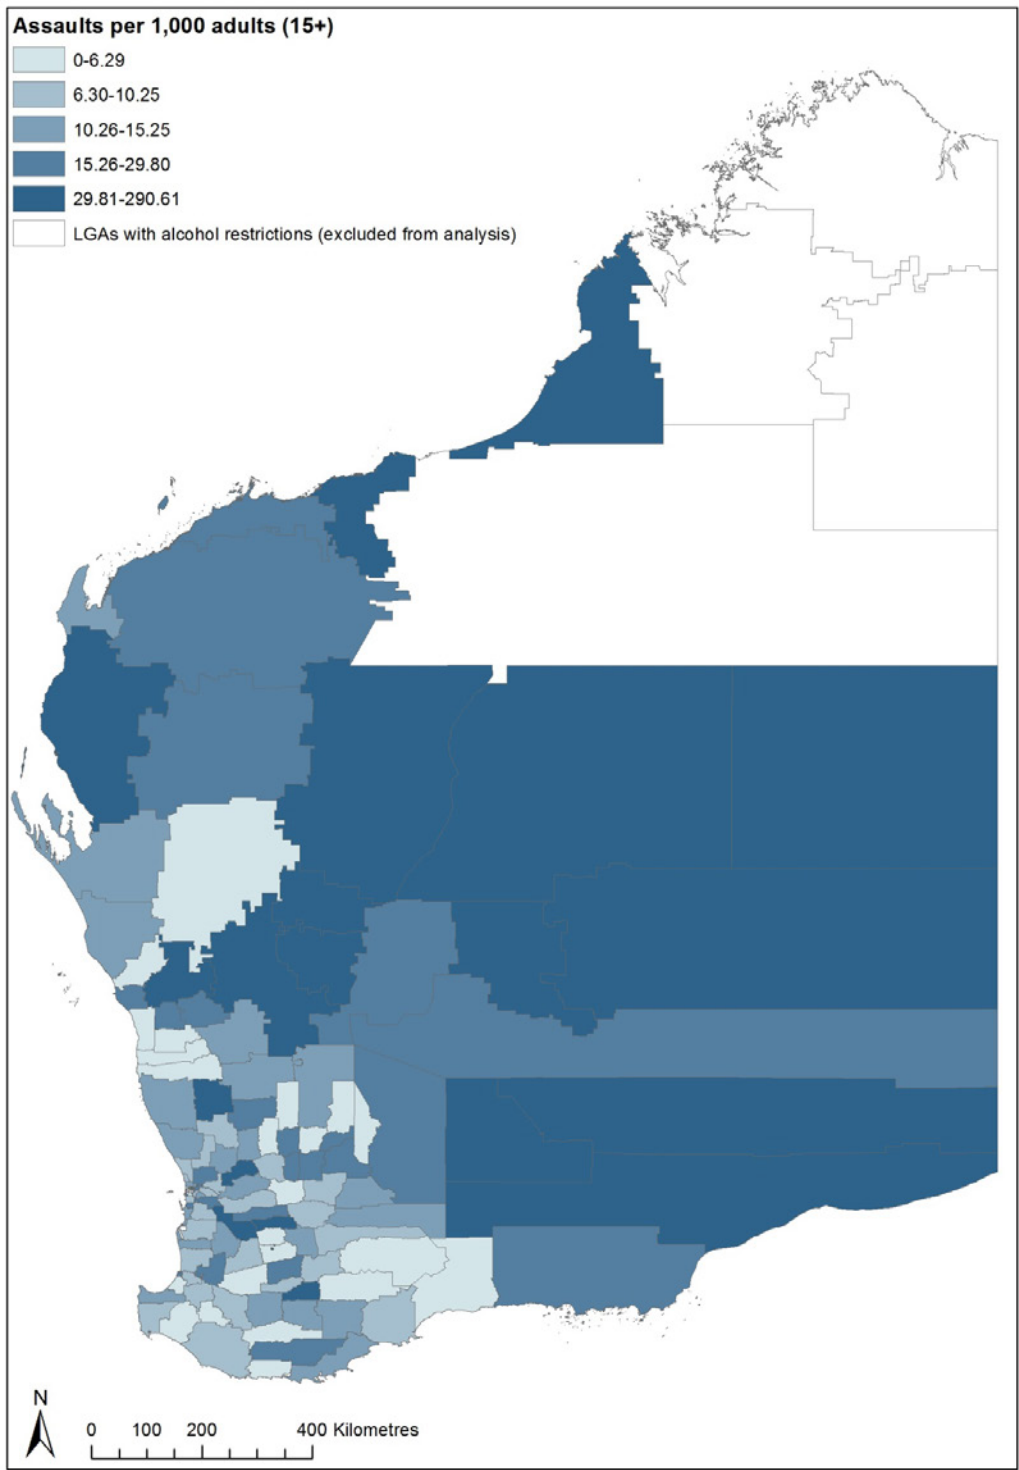 Assaults per 1,000 adults (15+)
0-6.29
6.30-10.25
10.26-15.25
15.26-29.80
29.81-290.61
LGAs with alcohol restrictions (excluded from analysis)
N
0 100 200 400 Kilometres